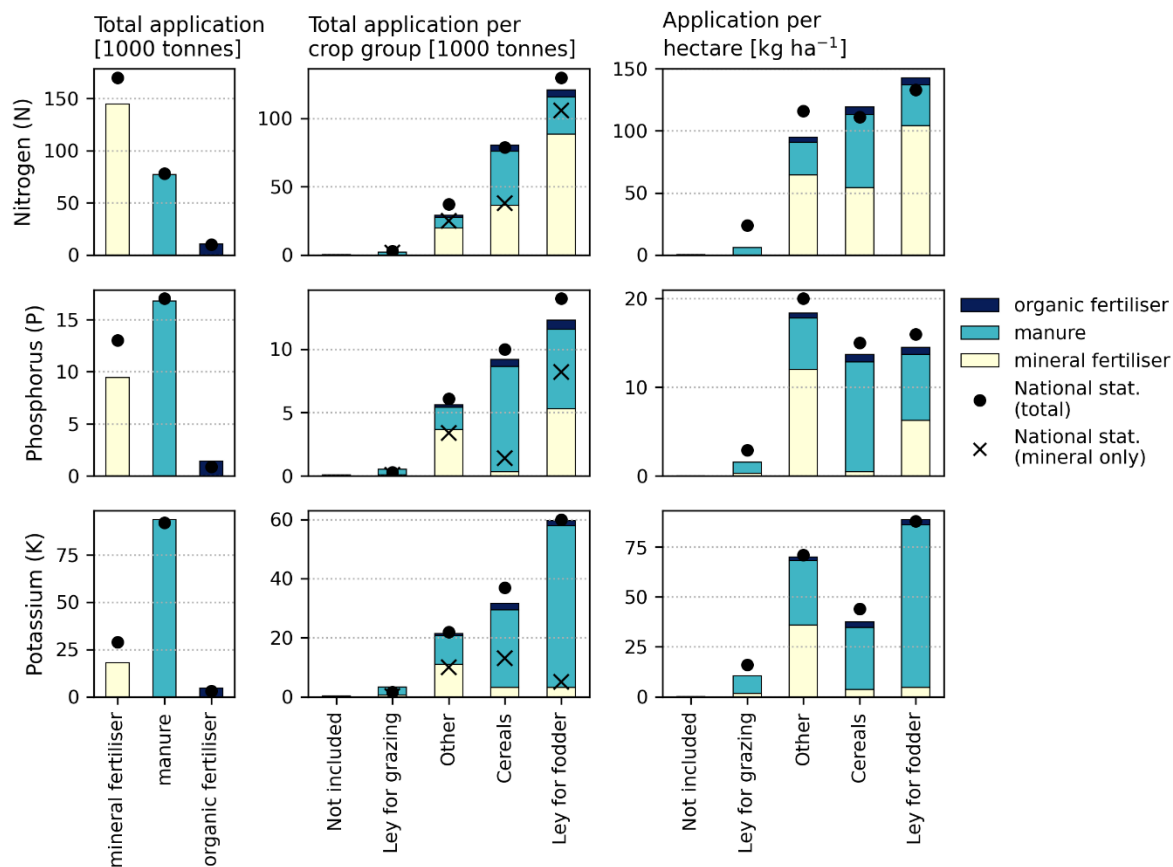 Total application
[1000 tonnes]
Total application per
crop group [1000 tonnes]
Application per
hectare [kg ha⁻¹]
Nitrogen (N)
150
100
50
0
100
50
0
150
100
50
0
Phosphorus (P)
15
10
5
0
10
5
0
20
10
0
organic fertiliser
manure
mineral fertiliser
National stat.
(total)
National stat.
(mineral only)
Potassium (K)
75
50
25
0
60
40
20
0
75
50
25
0
mineral fertiliser
manure
organic fertiliser
Not included
Ley for grazing
Other
Cereals
Ley for fodder
Not included
Ley for grazing
Other
Cereals
Ley for fodder